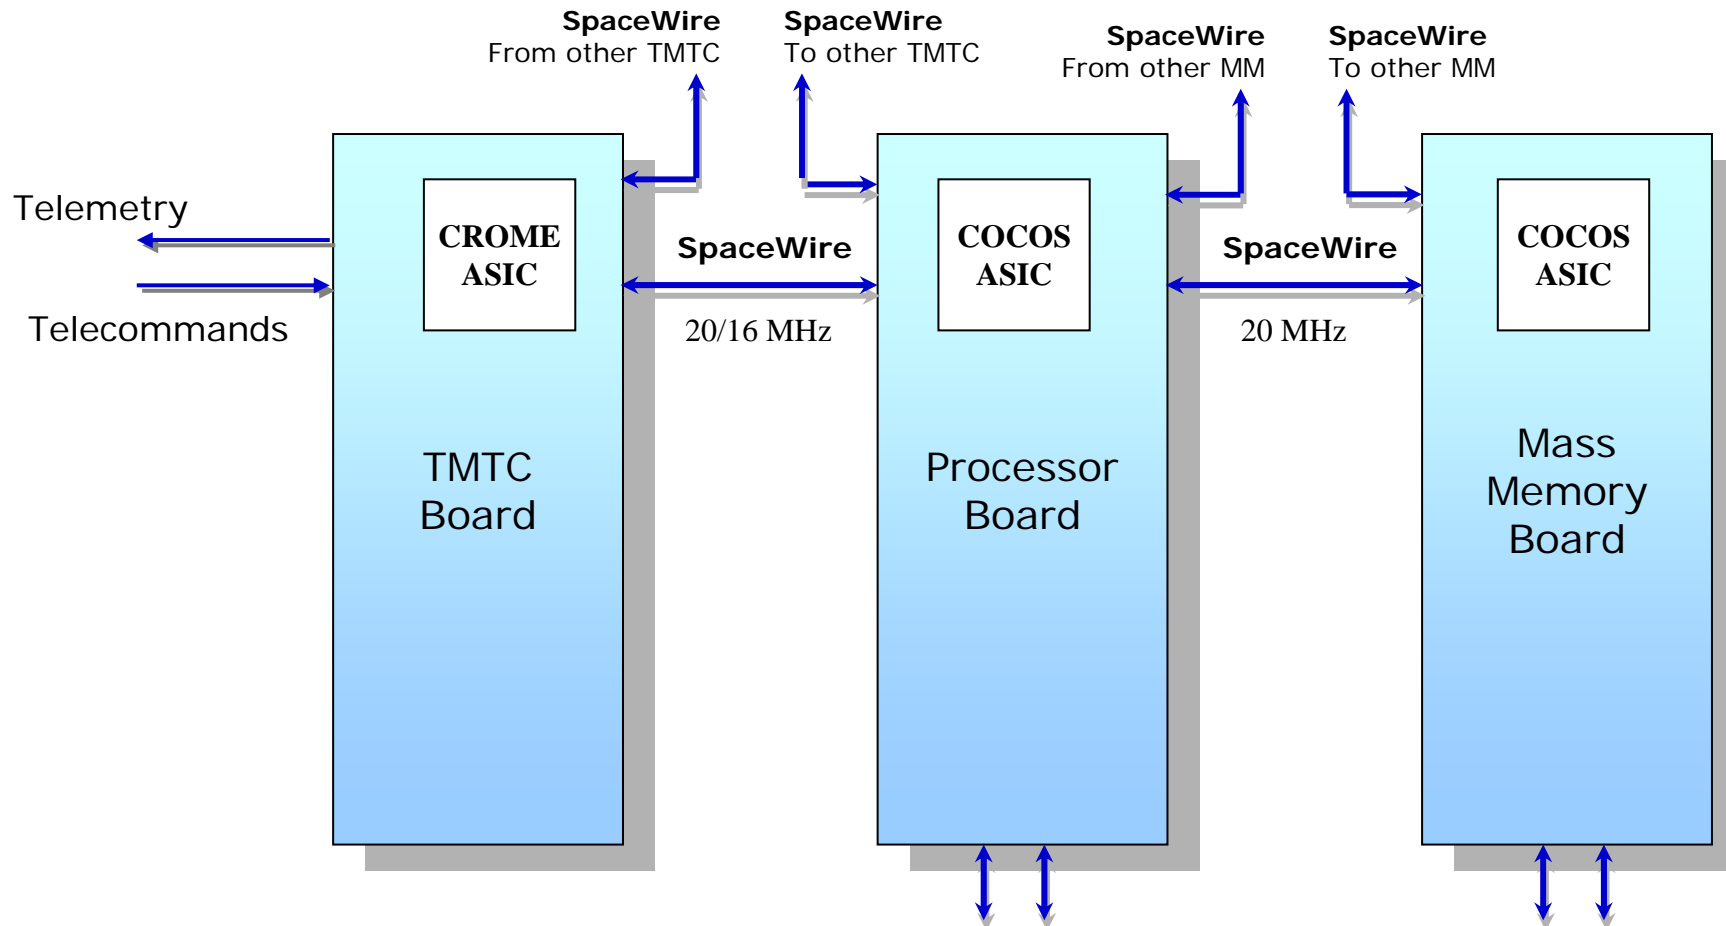 SpaceWire
From other TMTC
SpaceWire
To other TMTC
SpaceWire
From other MM
SpaceWire
To other MM
Telemetry
Telecommands
CROME
ASIC
SpaceWire
20/16 MHz
COCOS
ASIC
SpaceWire
20 MHz
COCOS
ASIC
TMTC
Board
Processor
Board
Mass
Memory
Board